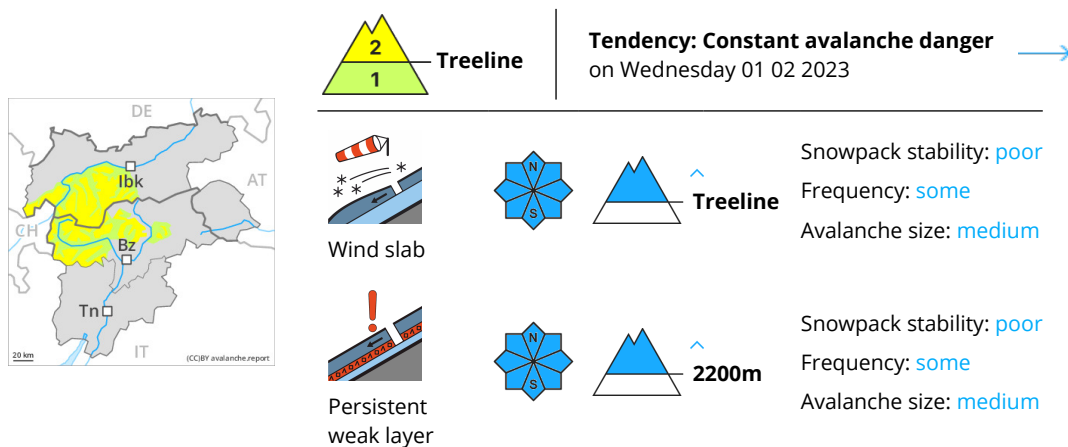 2
1
Treeline
Tendency: Constant avalanche danger
on Wednesday 01 02 2023
DE
AT
Ibk
CH
Bz
Tn
IT
20 km
(CC)BY avalanche.report
N
S
Treeline
Snowpack stability: poor
Frequency: some
Avalanche size: medium
Wind slab
N
S
2200m
Snowpack stability: poor
Frequency: some
Avalanche size: medium
Persistent
weak layer